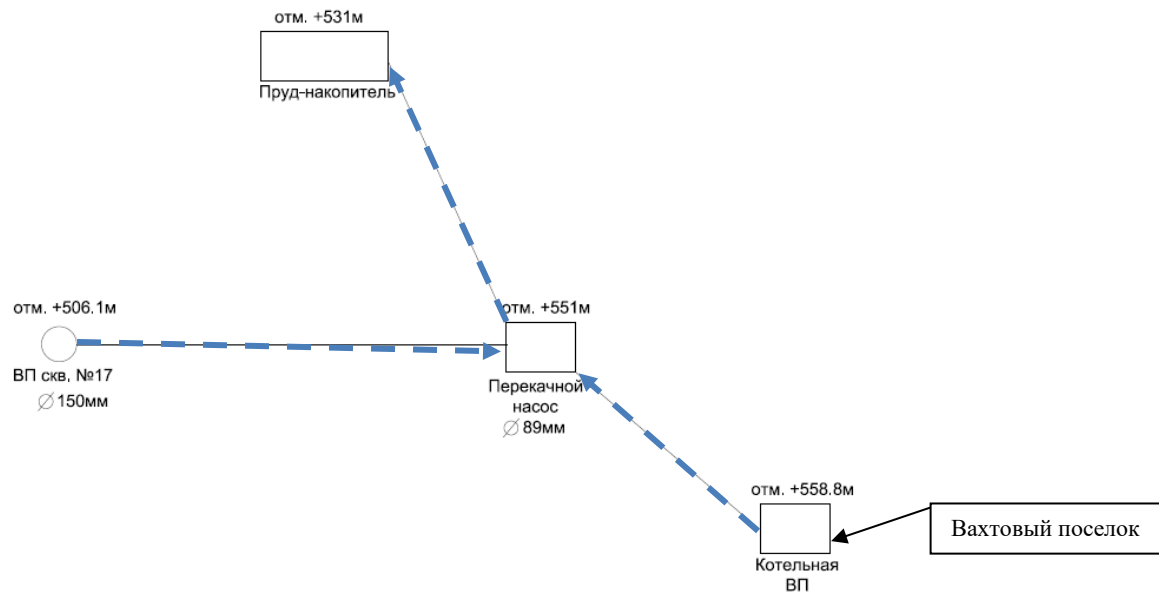 отм. +531м
Пруд-накопитель
отм. +506.1м
ВП скв, №17
∅ 150мм
отм. +551м
Перекачной
насос
∅ 89мм
отм. +558.8м
Котельная
ВП
Вахтовый поселок